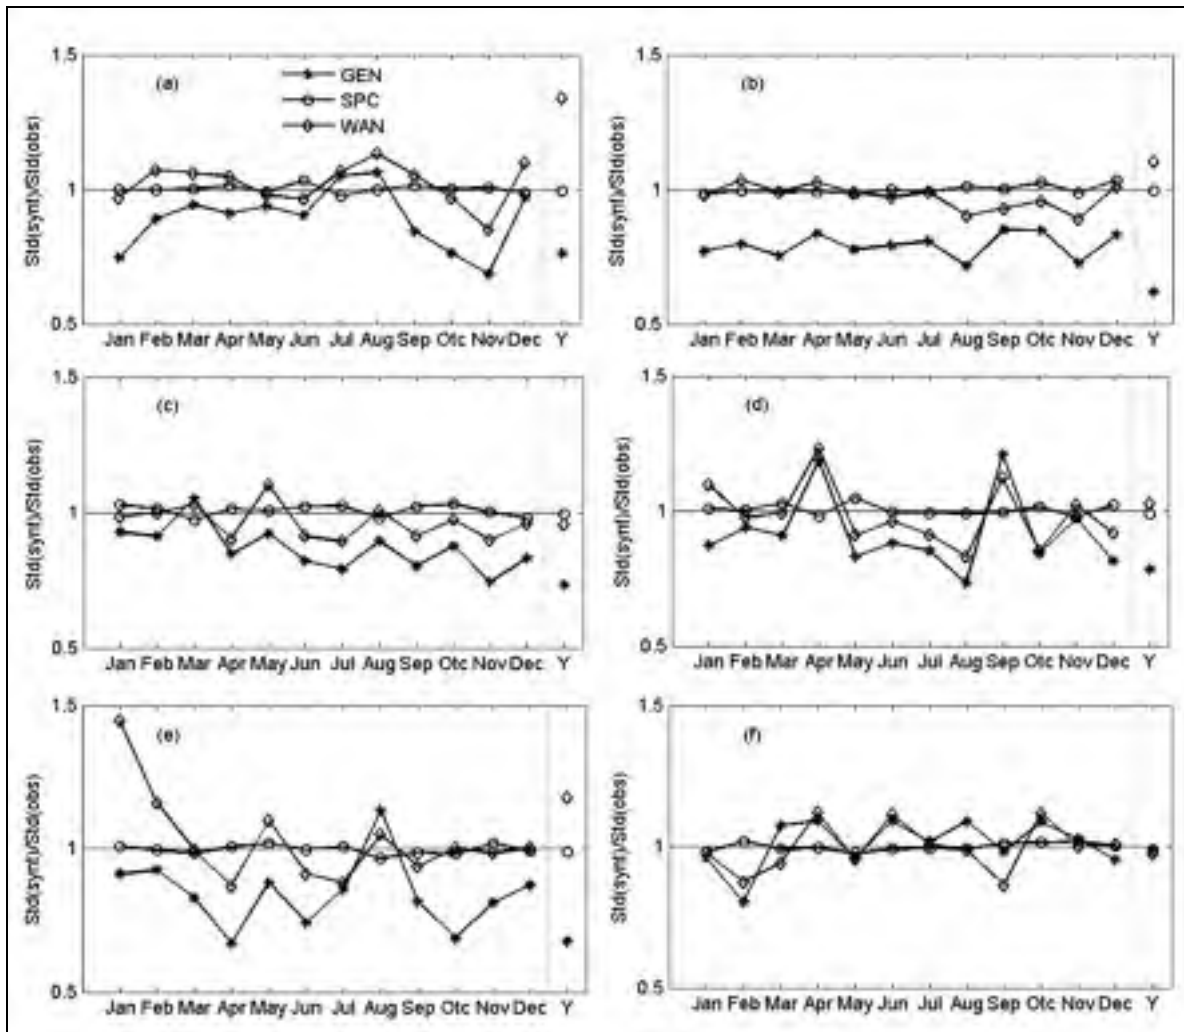 1.5
(a)
GEN
SPC
WAN
Std(synt)/Std(obs)
1
0.5
Jan Feb Mar Apr May Jun Jul Aug Sep Otc Nov Dec Y
1.5
(b)
Std(synt)/Std(obs)
1
0.5
Jan Feb Mar Apr May Jun Jul Aug Sep Otc Nov Dec Y
1.5
(c)
Std(synt)/Std(obs)
1
0.5
Jan Feb Mar Apr May Jun Jul Aug Sep Otc Nov Dec Y
1.5
(d)
Std(synt)/Std(obs)
1
0.5
Jan Feb Mar Apr May Jun Jul Aug Sep Otc Nov Dec Y
1.5
(e)
Std(synt)/Std(obs)
1
0.5
Jan Feb Mar Apr May Jun Jul Aug Sep Otc Nov Dec Y
1.5
(f)
Std(synt)/Std(obs)
1
0.5
Jan Feb Mar Apr May Jun Jul Aug Sep Otc Nov Dec Y